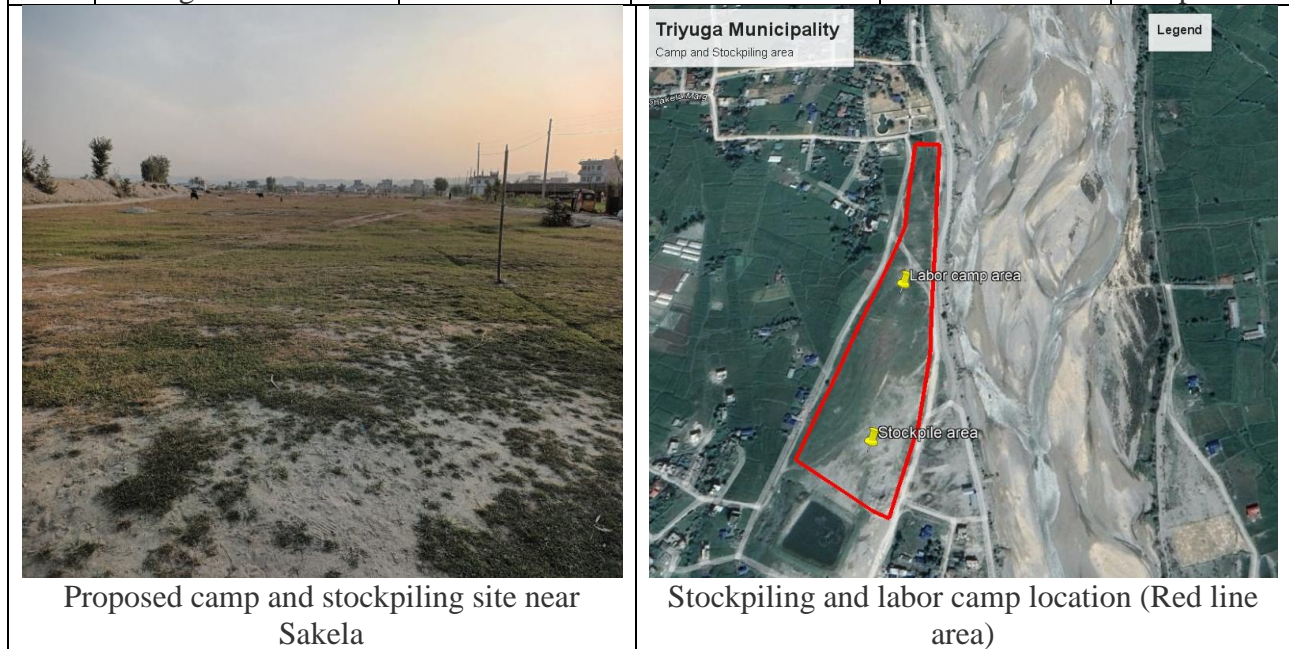 Triyuga Municipality
Camp and Stockpiling area
Legend
Labor camp area
Stockpile area
Proposed camp and stockpiling site near
Sakela
Stockpiling and labor camp location (Red line
area)